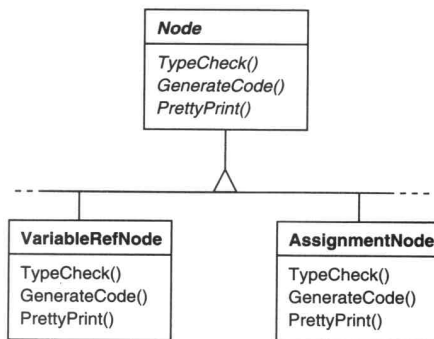 Node
TypeCheck()
GenerateCode()
PrettyPrint()
VariableRefNode
TypeCheck()
GenerateCode()
PrettyPrint()
AssignmentNode
TypeCheck()
GenerateCode()
PrettyPrint()